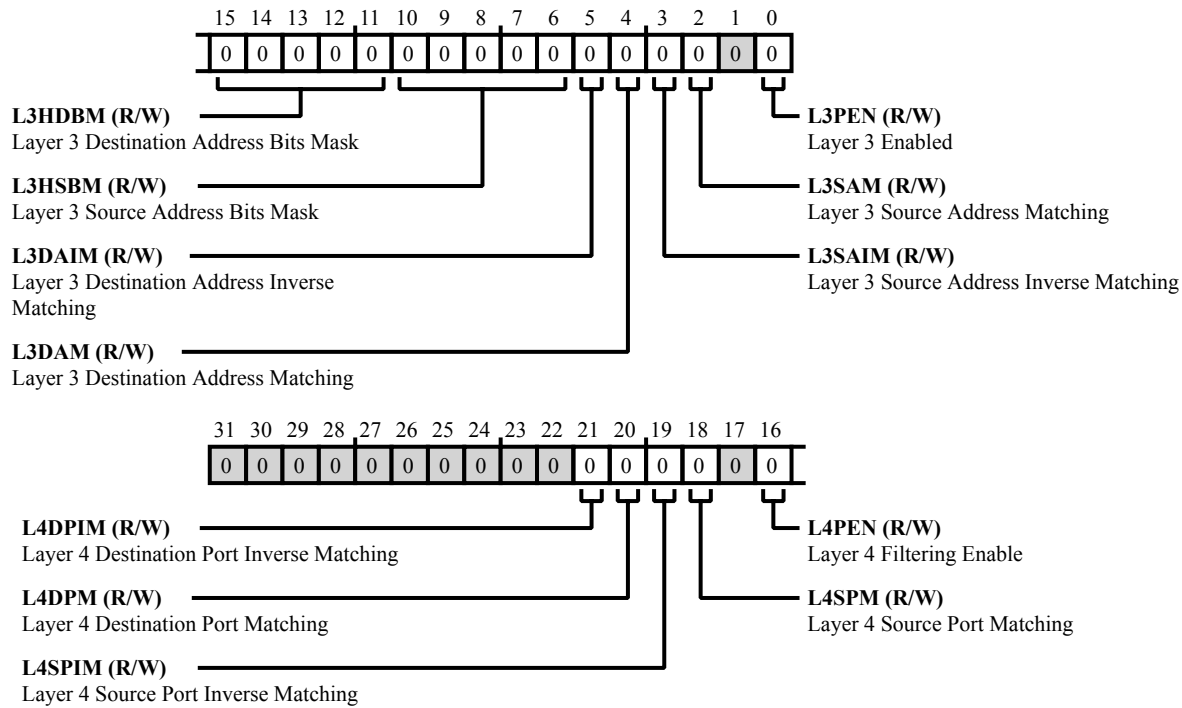 15 14 13 12 11 10 9 8 7 6 5 4 3 2 1 0
0 0 0 0 0 0 0 0 0 0 0 0 0 0 0 0
L3HDBM (R/W)
Layer 3 Destination Address Bits Mask
L3HSBM (R/W)
Layer 3 Source Address Bits Mask
L3DAIM (R/W)
Layer 3 Destination Address Inverse
Matching
L3DAM (R/W)
Layer 3 Destination Address Matching
L3PEN (R/W)
Layer 3 Enabled
L3SAM (R/W)
Layer 3 Source Address Matching
L3SAIM (R/W)
Layer 3 Source Address Inverse Matching
31 30 29 28 27 26 25 24 23 22 21 20 19 18 17 16
0 0 0 0 0 0 0 0 0 0 0 0 0 0 0 0
L4DPIM (R/W)
Layer 4 Destination Port Inverse Matching
L4DPM (R/W)
Layer 4 Destination Port Matching
L4SPIM (R/W)
Layer 4 Source Port Inverse Matching
L4PEN (R/W)
Layer 4 Filtering Enable
L4SPM (R/W)
Layer 4 Source Port Matching